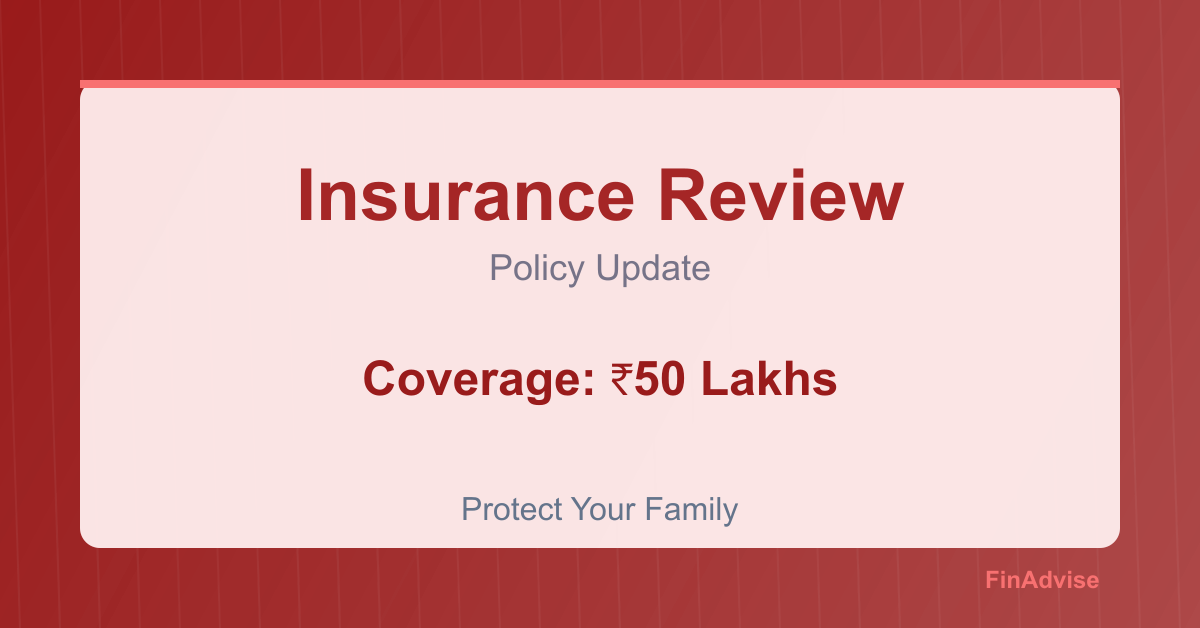 Insurance Review
Policy Update
Coverage: ₹50 Lakhs
Protect Your Family
FinAdvise